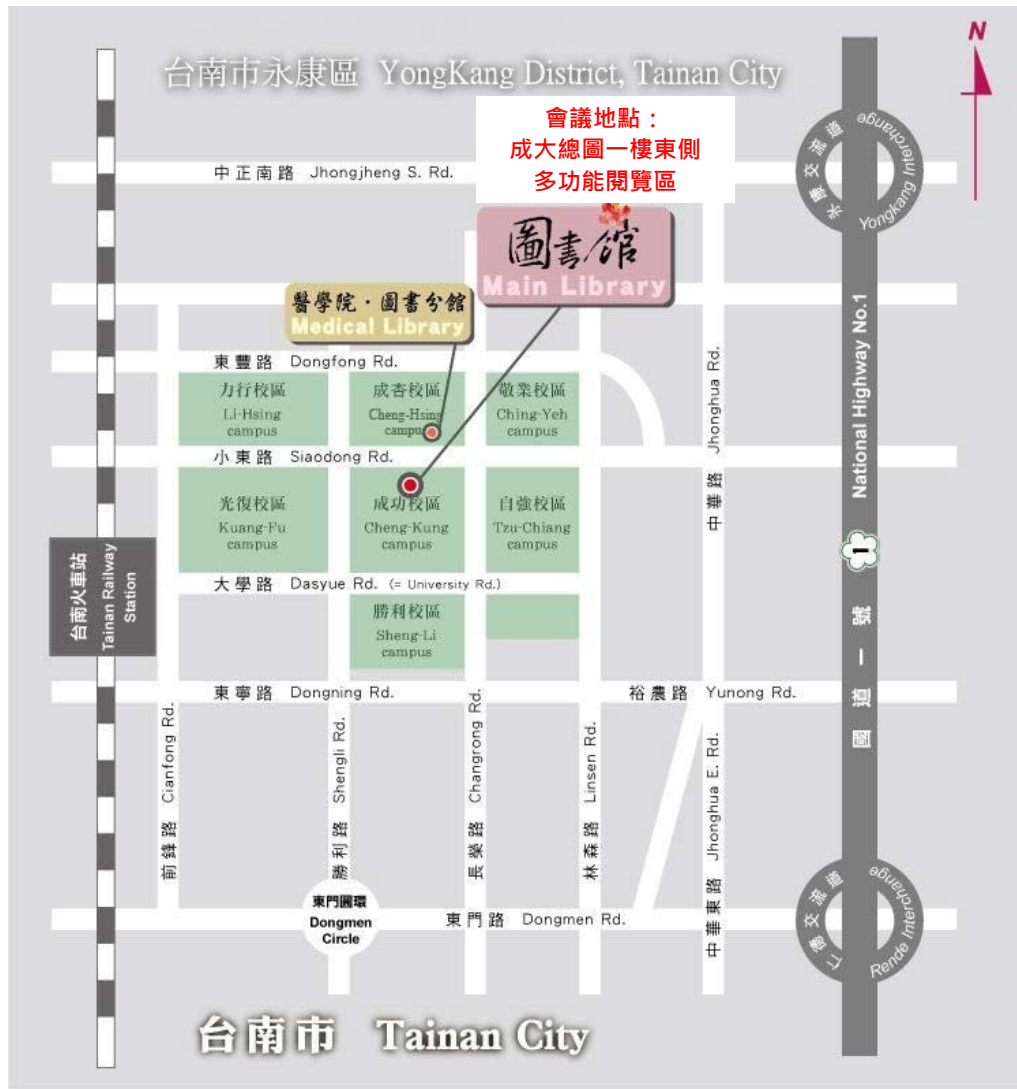 N
台南市永康區 YongKang District, Tainan City
會議地點：
成大總圖一樓東側
多功能閱覽區
永康交流道
Yongkang Interchange
中正南路 Jhongjheng S. Rd.
圖書館
Main Library
醫學院・圖書分館
Medical Library
東豐路 Dongfong Rd.
力行校區
Li-Hsing
campus
成杏校區
Cheng-Hsing
campus
敬業校區
Ching-Yeh
campus
小東路 Siaodong Rd.
光復校區
Kuang-Fu
campus
成功校區
Cheng-Kung
campus
自強校區
Tzu-Chiang
campus
中華路 Jhonghua Rd.
國道一號 1 National Highway No.1
台南火車站
Tainan Railway
Station
大學路 Dasyue Rd. (= University Rd.)
勝利校區
Sheng-Li
campus
東寧路 Dongning Rd.
裕農路 Yunong Rd.
前鋒路 Cianfong Rd.
勝利路 Shengli Rd.
長榮路 Changrong Rd.
林森路 Linsen Rd.
中華東路 Jhonghua E. Rd.
東門圓環
Dongmen
Circle
東門路 Dongmen Rd.
仁德交流道
Rende Interchange
台南市 Tainan City